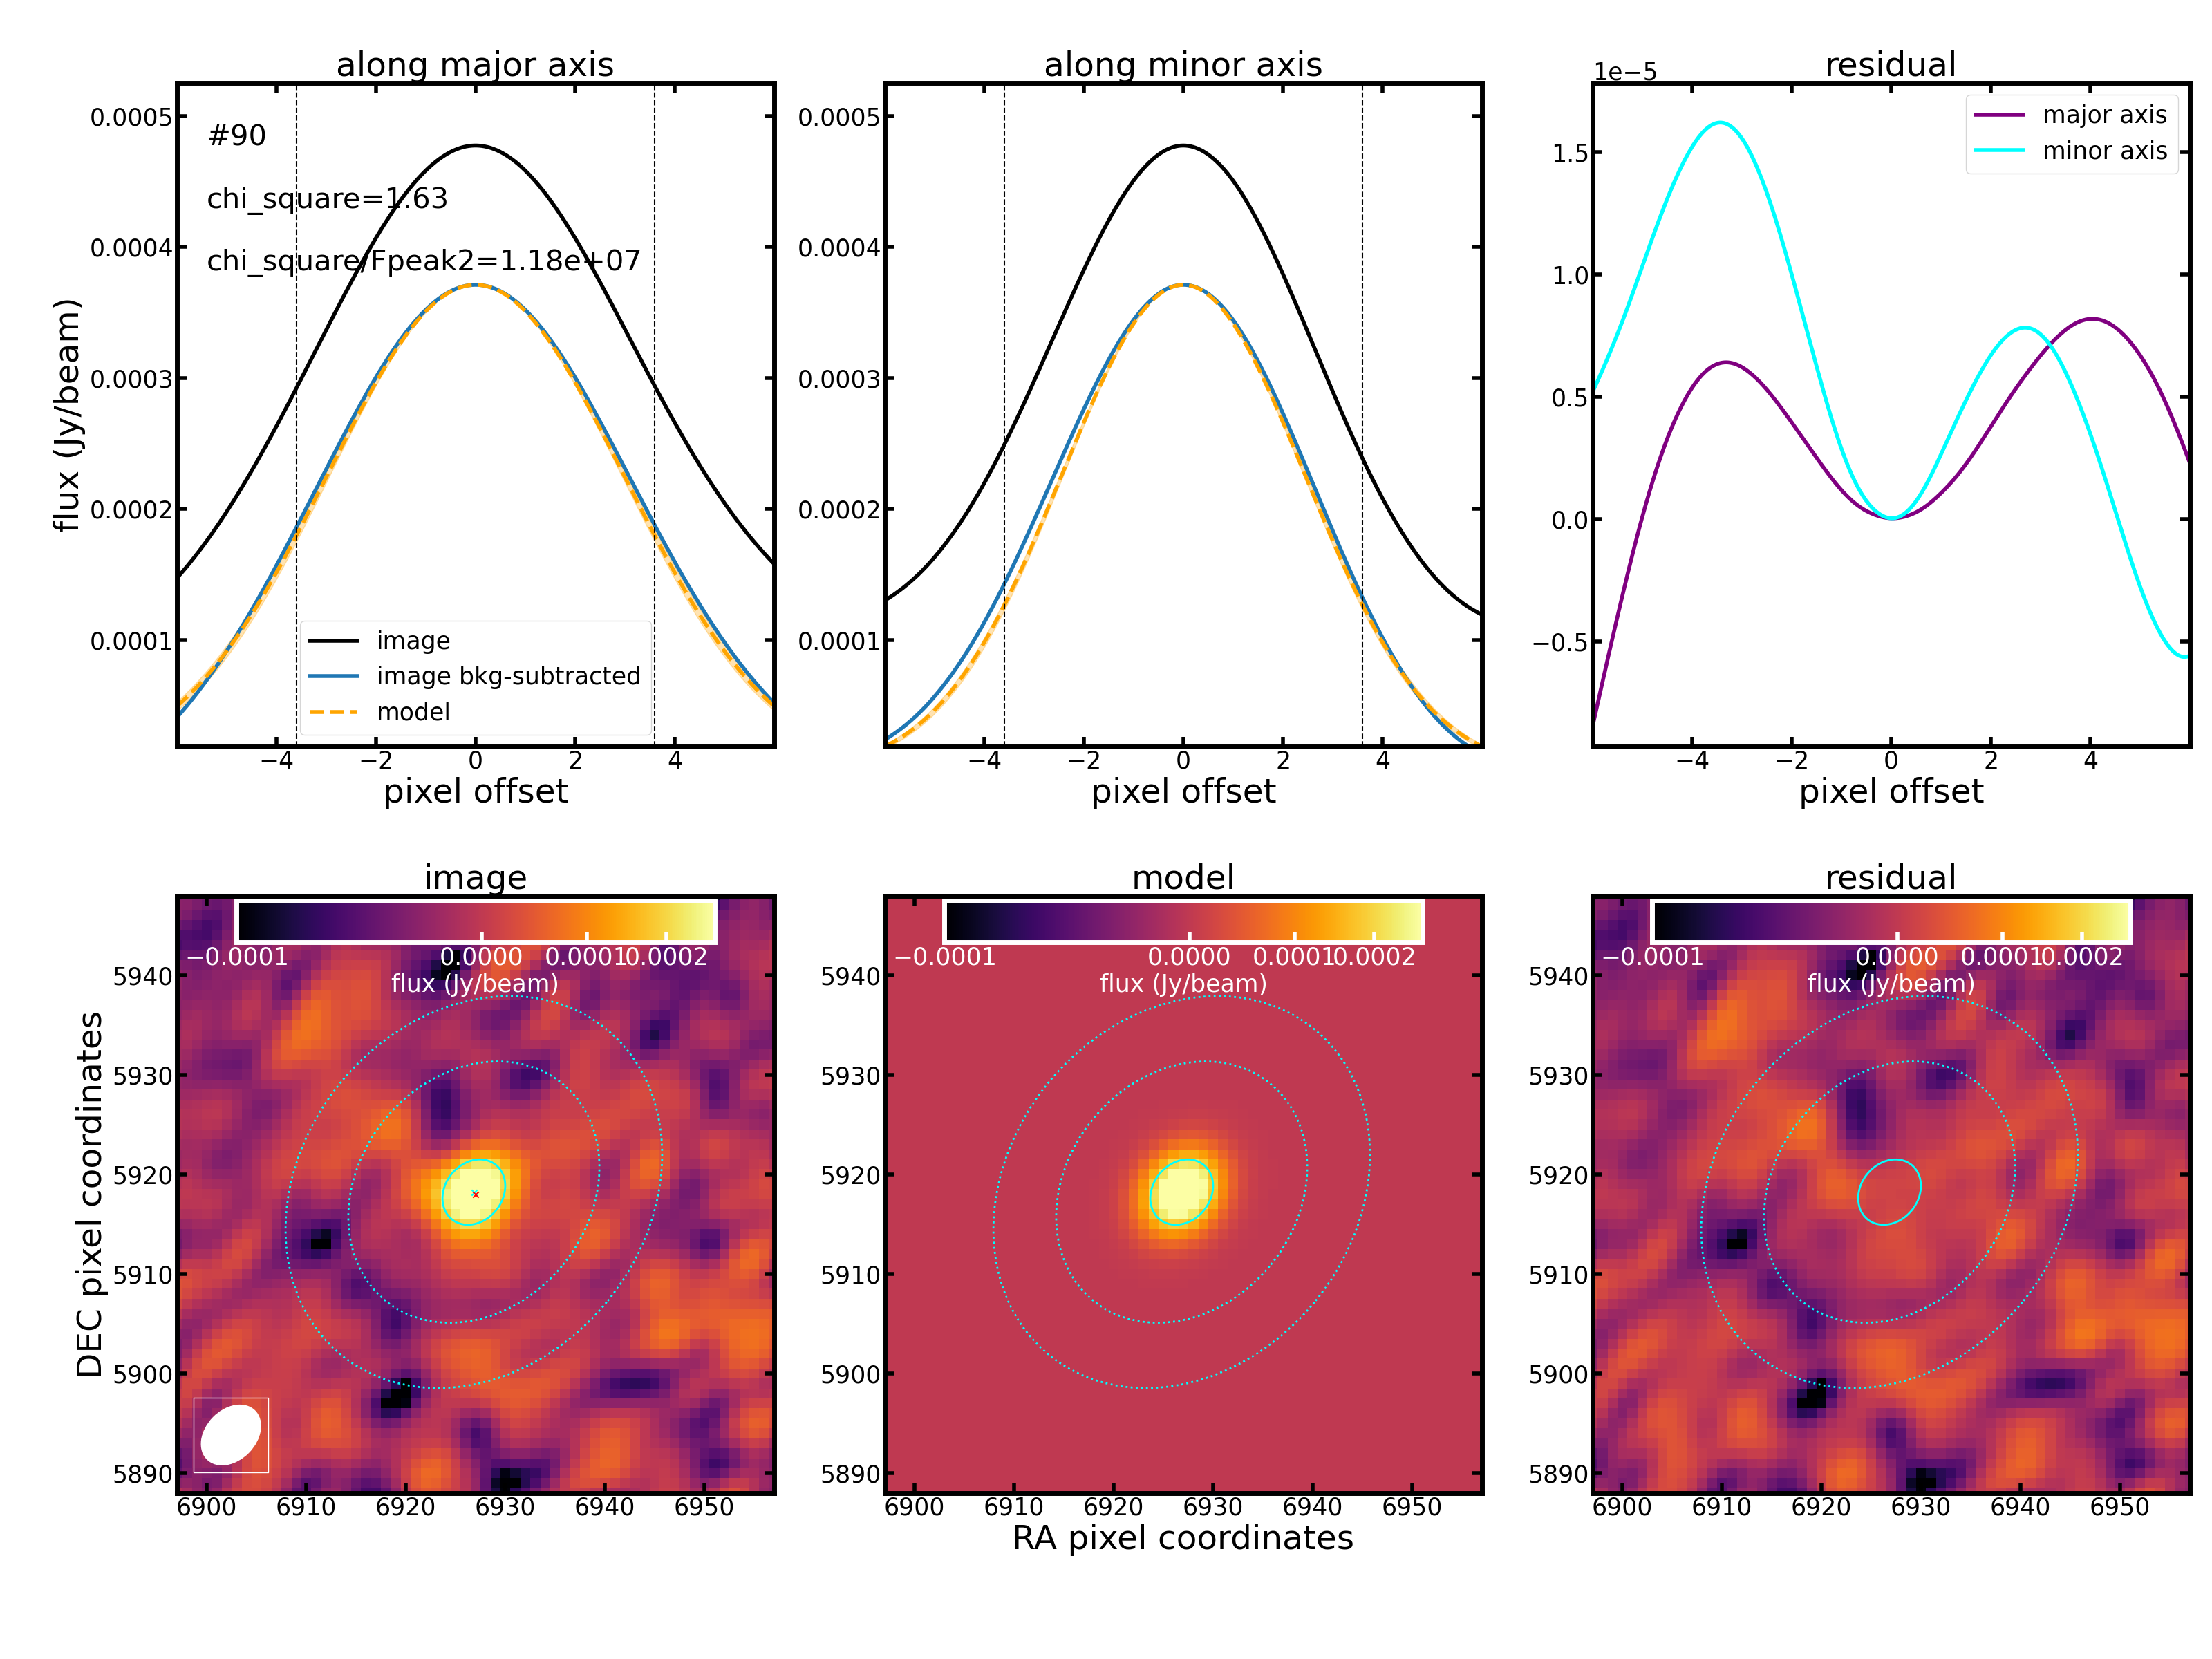 along major axis
along minor axis
residual
1e−5
#90
chi_square=1.63
chi_square/Fpeak2=1.18e+07
flux (Jy/beam)
0.0005
0.0004
0.0003
0.0002
0.0001
image
image bkg-subtracted
model
−4 −2 0 2 4
pixel offset
0.0005
0.0004
0.0003
0.0002
0.0001
−4 −2 0 2 4
pixel offset
major axis
minor axis
1.5
1.0
0.5
0.0
−0.5
−4 −2 0 2 4
pixel offset
image
−0.0001 0.0000 0.0001 0.0002
flux (Jy/beam)
DEC pixel coordinates
5940
5930
5920
5910
5900
5890
6900 6910 6920 6930 6940 6950
model
−0.0001 0.0000 0.0001 0.0002
flux (Jy/beam)
5940
5930
5920
5910
5900
5890
6900 6910 6920 6930 6940 6950
RA pixel coordinates
residual
−0.0001 0.0000 0.0001 0.0002
flux (Jy/beam)
5940
5930
5920
5910
5900
5890
6900 6910 6920 6930 6940 6950